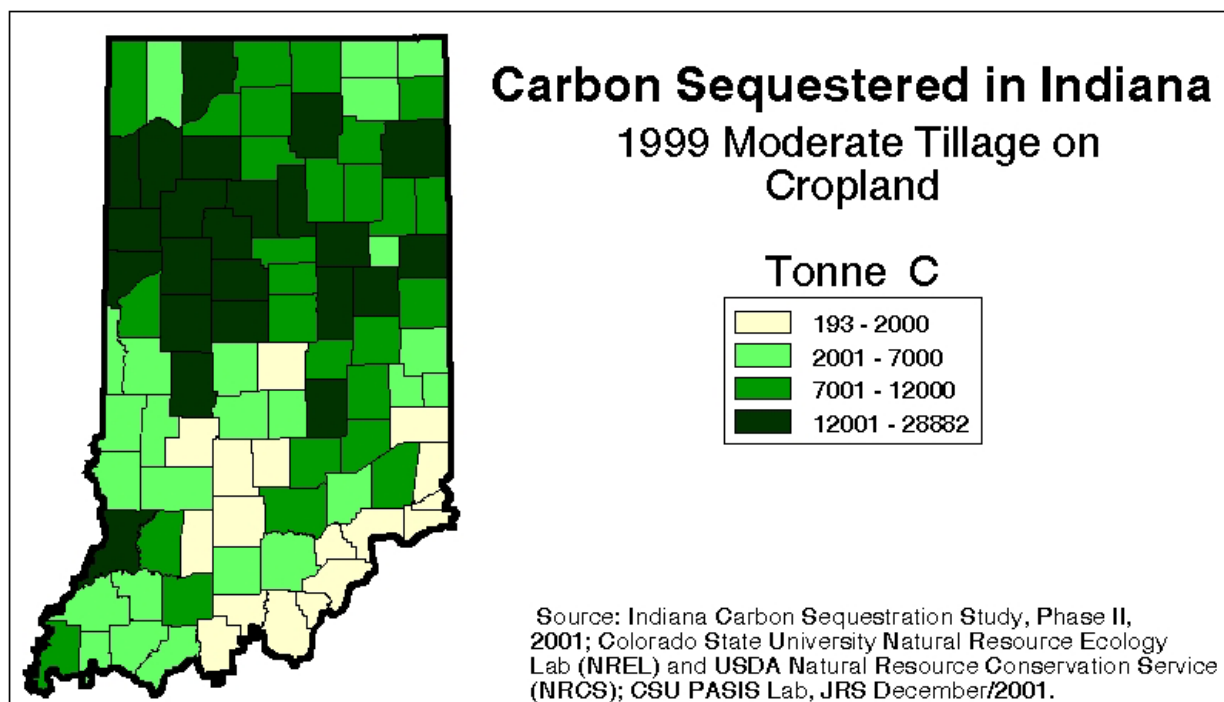 Carbon Sequestered in Indiana
1999 Moderate Tillage on
Cropland
Tonne C
193 - 2000
2001 - 7000
7001 - 12000
12001 - 28882
Source: Indiana Carbon Sequestration Study, Phase II,
2001; Colorado State University Natural Resource Ecology
Lab (NREL) and USDA Natural Resource Conservation Service
(NRCS); CSU PASIS Lab, JRS December/2001.